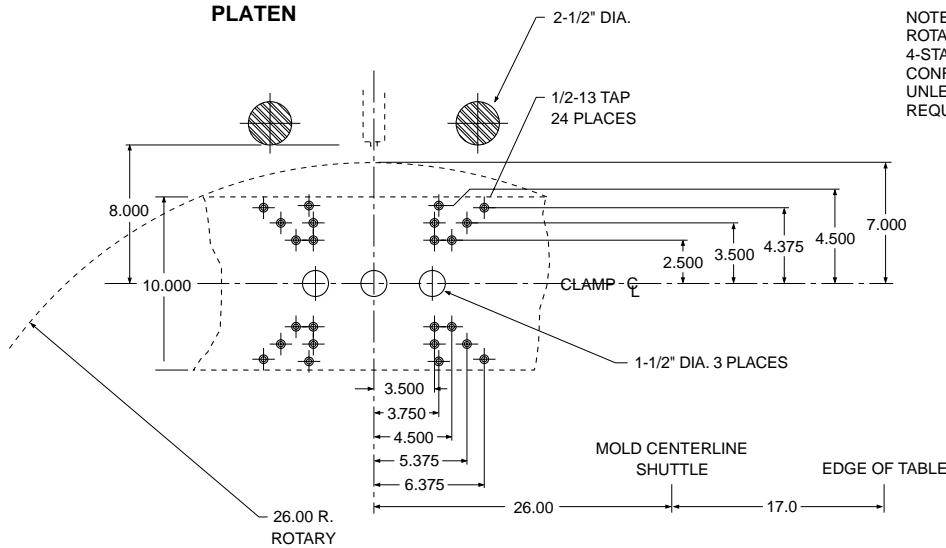 PLATEN
2-1/2" DIA.
NOTE
ROTA
4-STA
CONF
UNLE
REQU
1/2-13 TAP
24 PLACES
8.000
10.000
2.500
3.500
4.375
4.500
7.000
CLAMP ℄
1-1/2" DIA. 3 PLACES
3.500
3.750
4.500
5.375
6.375
MOLD CENTERLINE
SHUTTLE
EDGE OF TABLE
26.00
17.0
26.00 R.
ROTARY